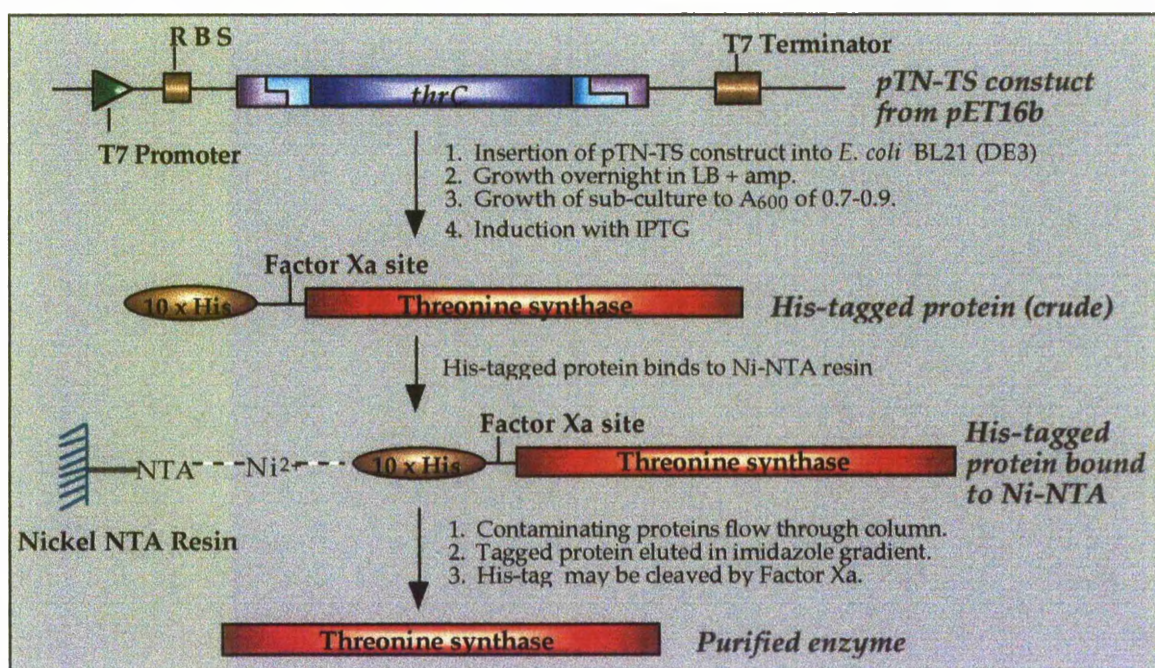 R B S
T7 Terminator
thrC
pTN-TS constuct
from pET16b
T7 Promoter
1. Insertion of pTN-TS construct into E. coli BL21 (DE3)
2. Growth overnight in LB + amp.
3. Growth of sub-culture to A600 of 0.7-0.9.
4. Induction with IPTG
Factor Xa site
10 x His
Threonine synthase
His-tagged protein (crude)
His-tagged protein binds to Ni-NTA resin
Factor Xa site
NTA
Ni2+
10 x His
Threonine synthase
His-tagged
protein bound
to Ni-NTA
Nickel NTA Resin
1. Contaminating proteins flow through column.
2. Tagged protein eluted in imidazole gradient.
3. His-tag may be cleaved by Factor Xa.
Threonine synthase
Purified enzyme